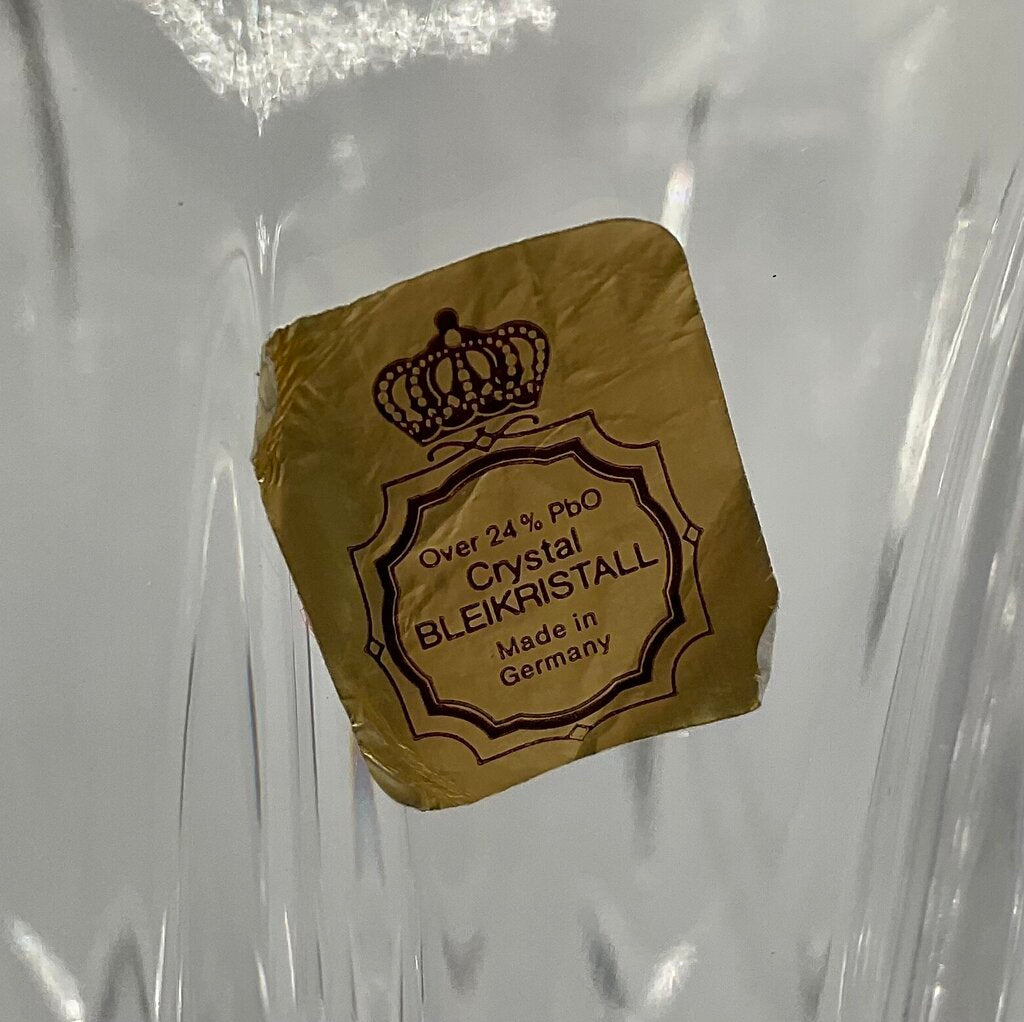 Over 24% PbO
Crystal
BLEIKRISTALL
Made in
Germany